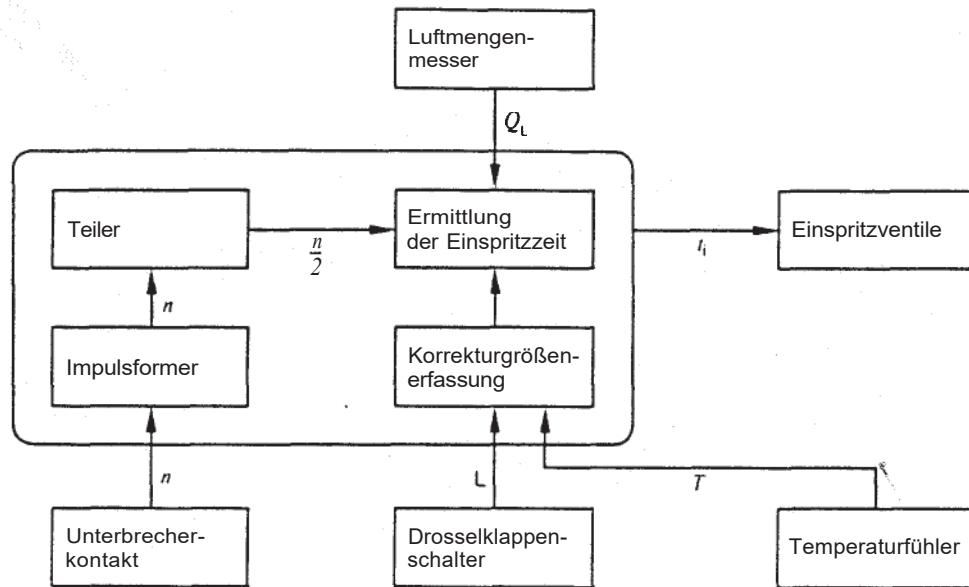 Luftmengen-
messer
Q_L
Teiler
n/2
Ermittlung
der Einspritzzeit
t_i
Einspritzventile
n
Impulsformer
Korrekturgrößen-
erfassung
n
L
T
Unterbrecher-
kontakt
Drosselklappen-
schalter
Temperaturfühler